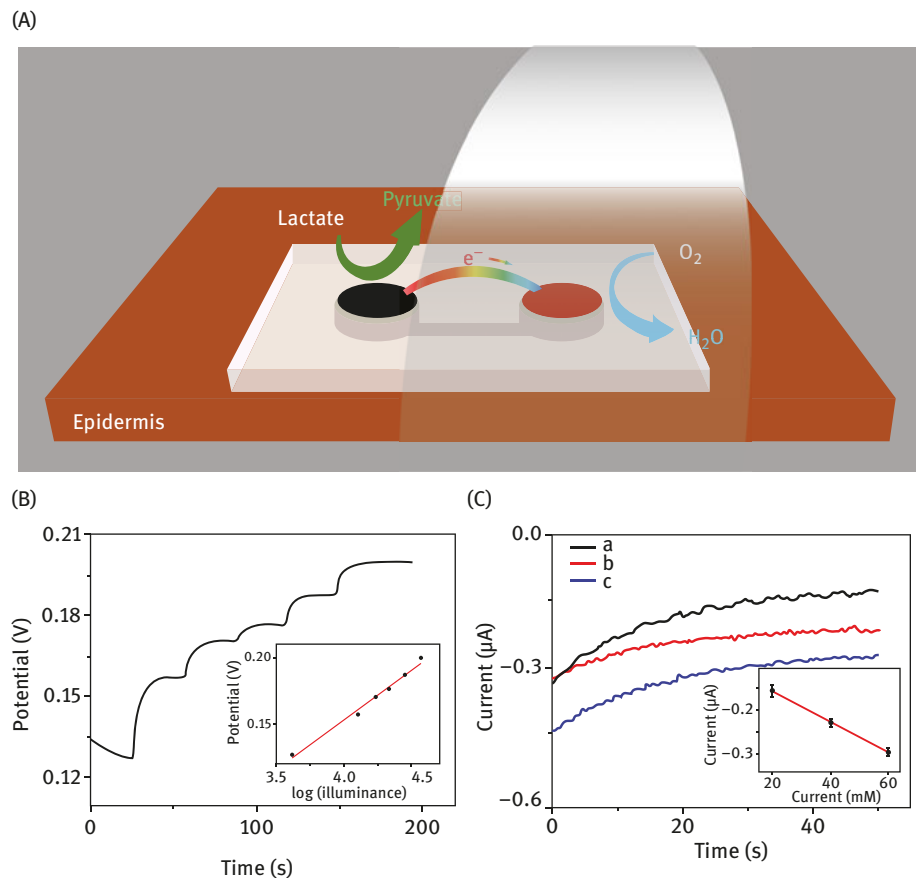 (A)
Lactate
Pyruvate
e⁻
O₂
H₂O
Epidermis
(B)
0.21
0.18
0.15
0.12
Potential (V)
0
100
200
Time (s)
0.20
0.15
Potential (V)
3.6
4.0
4.5
log (illuminance)
(C)
0.0
−0.3
−0.6
Current (µA)
a
b
c
0
20
40
Time (s)
−0.2
−0.3
Current (µA)
20
40
60
Current (mM)